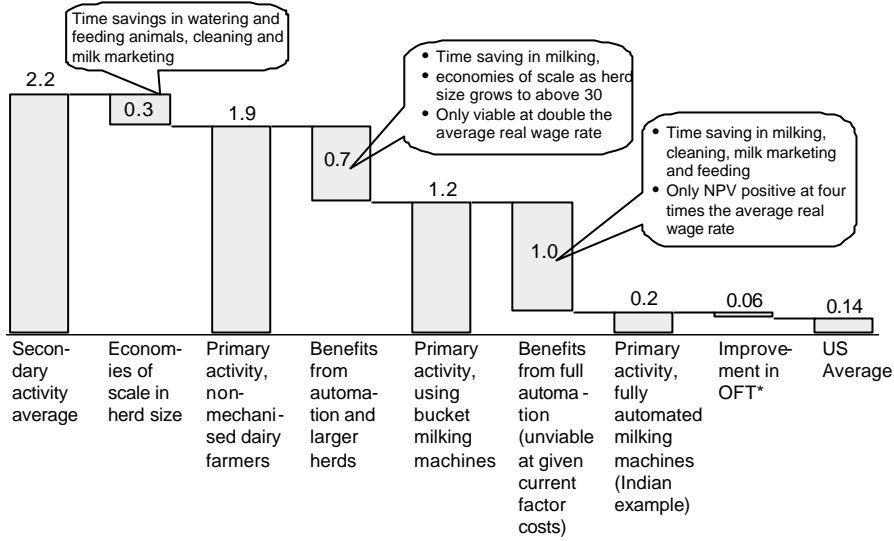 Time savings in watering and
feeding animals, cleaning and
milk marketing
• Time saving in milking,
• economies of scale as herd
size grows to above 30
• Only viable at double the
average real wage rate
• Time saving in milking,
cleaning, milk marketing
and feeding
• Only NPV positive at four
times the average real
wage rate
2.2
0.3
1.9
0.7
1.2
1.0
0.2
0.06
0.14
Secon-
dary
activity
average
Econom-
ies of
scale in
herd size
Primary
activity,
non-
mechani-
sed dairy
farmers
Benefits
from
automa-
tion and
larger
herds
Primary
activity,
using
bucket
milking
machines
Benefits
from full
automa -
tion
(unviable
at given
current
factor
costs)
Primary
activity,
fully
automated
milking
machines
(Indian
example)
Improve-
ment in
OFT*
US
Average